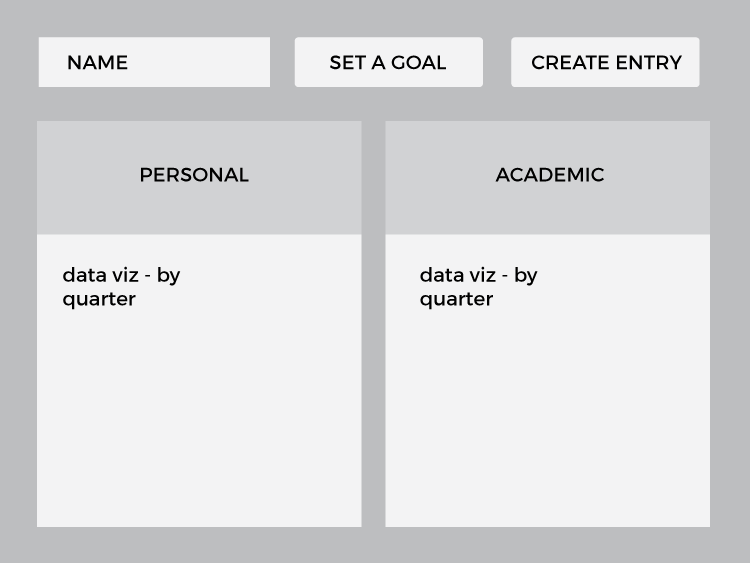 NAME
SET A GOAL
CREATE ENTRY
PERSONAL
data viz - by
quarter
ACADEMIC
data viz - by
quarter